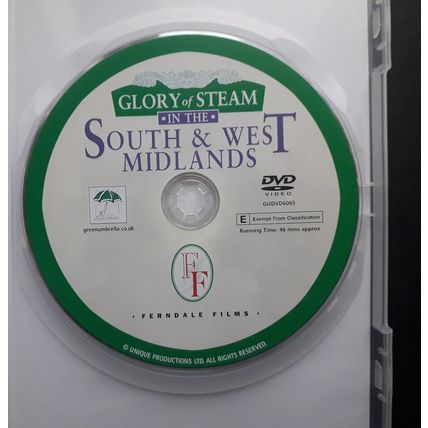 GLORY of STEAM
• IN THE •
SOUTH & WEST
MIDLANDS
DVD
VIDEO
GUDVD6065
greenumbrella.co.uk
E Exempt From Classification
Running Time: 46 mins approx
F
F
• FERNDALE FILMS •
© UNIQUE PRODUCTIONS LTD. ALL RIGHTS RESERVED.